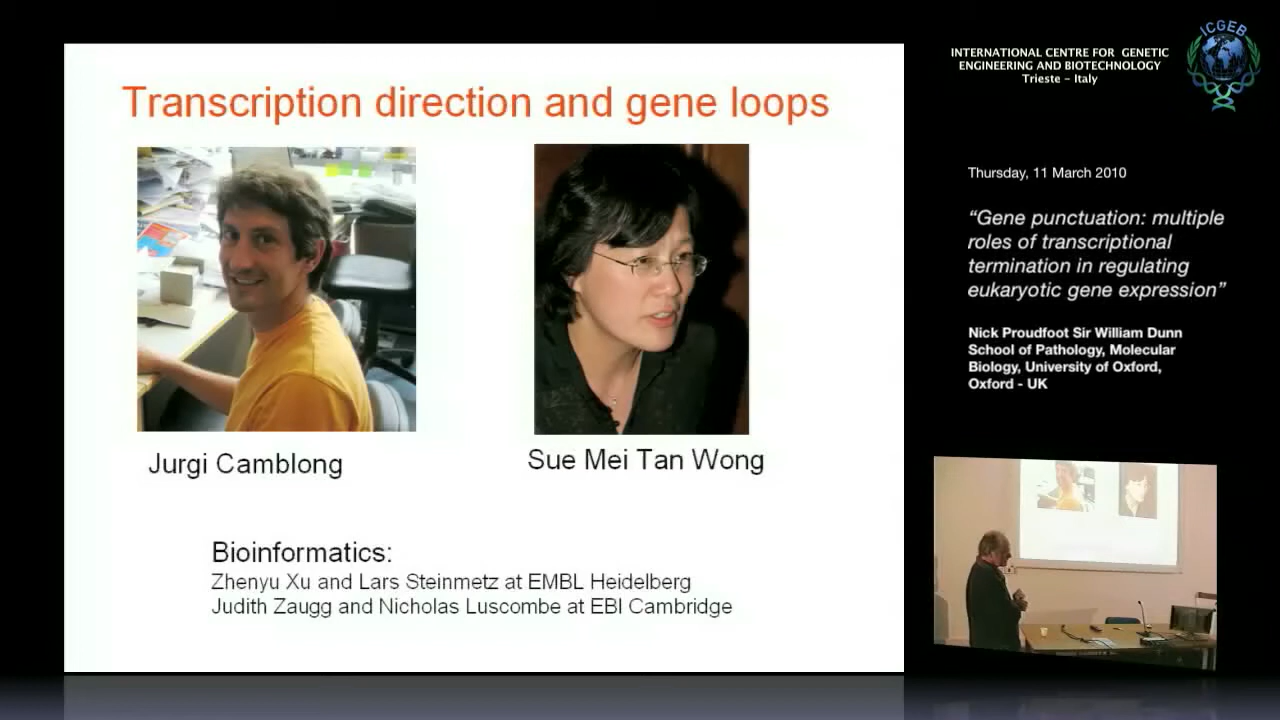 Transcription direction and gene loops
Jurgi Camblong
Sue Mei Tan Wong
Bioinformatics:
Zhenyu Xu and Lars Steinmetz at EMBL Heidelberg
Judith Zaugg and Nicholas Luscombe at EBI Cambridge
INTERNATIONAL CENTRE FOR GENETIC
ENGINEERING AND BIOTECHNOLOGY
Trieste - Italy
ICGEB
Thursday, 11 March 2010
“Gene punctuation: multiple
roles of transcriptional
termination in regulating
eukaryotic gene expression”
Nick Proudfoot Sir William Dunn
School of Pathology, Molecular
Biology, University of Oxford,
Oxford - UK